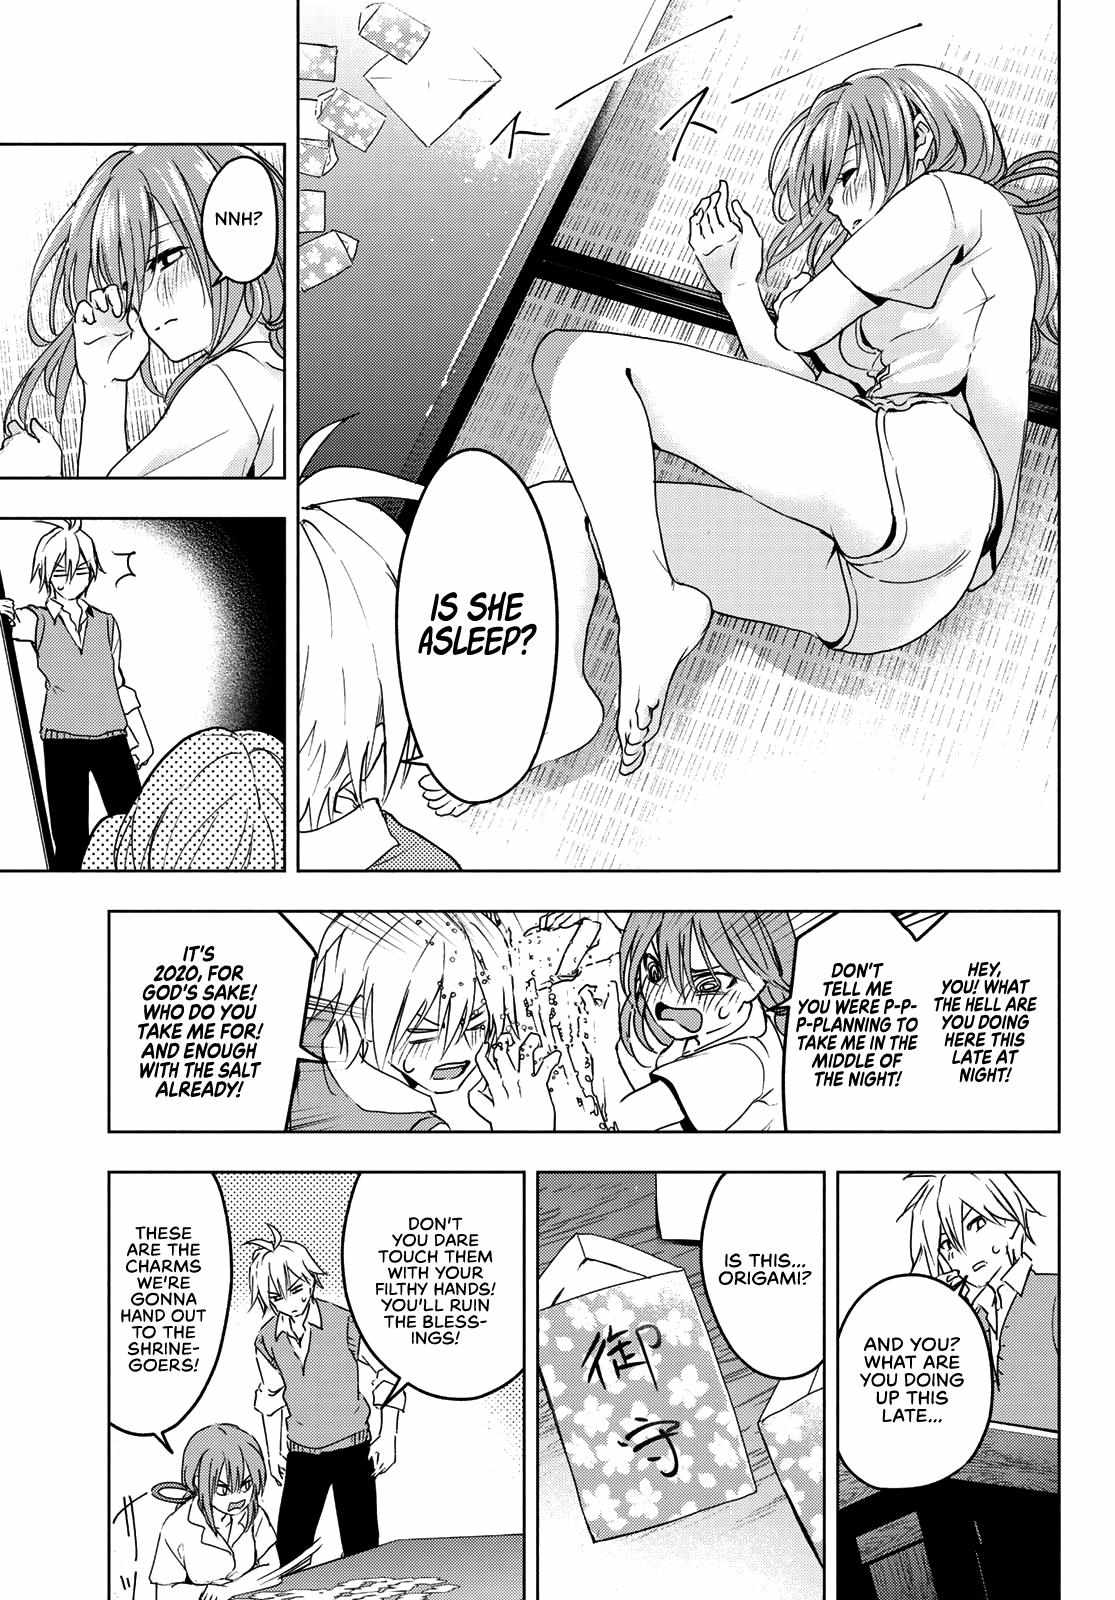 スト
スト
IS SHE
ASLEEP?
NNH?
HEY,
YOU! WHAT
THE HELL ARE
YOU DOING
HERE THIS
LATE AT
NIGHT!
DON'T
TELL ME
YOU WERE P-P-
P-PLANNING TO
TAKE ME IN THE
MIDDLE OF
THE NIGHT!
IT'S
2020, FOR
GOD'S SAKE!
WHO DO YOU
TAKE ME FOR!
AND ENOUGH
WITH THE SALT
ALREADY!
AND YOU?
WHAT ARE
YOU DOING
UP THIS
LATE...
IS THIS...
ORIGAMI?
御守
DON'T
YOU DARE
TOUCH THEM
WITH YOUR
FILTHY HANDS!
YOU'LL RUIN
THE BLESS-
INGS!
THESE
ARE THE
CHARMS
WE'RE
GONNA
HAND OUT
TO THE
SHRINE-
GOERS!